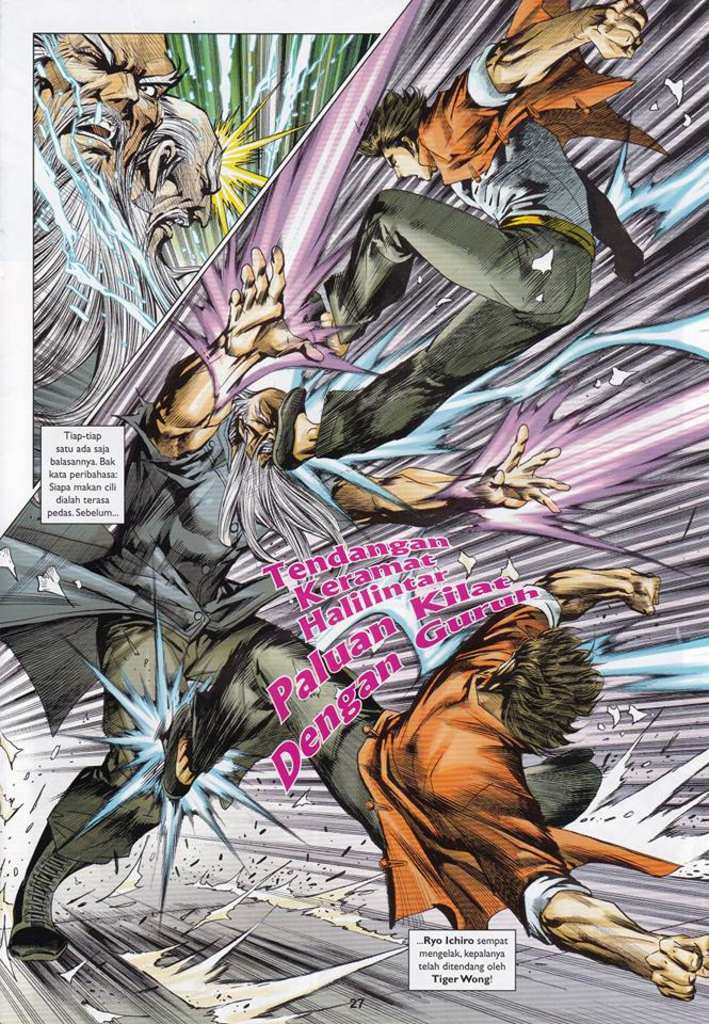 Tiap-tiap
satu ada saja
balasannya. Bak
kata peribahasa:
Siapa makan cili
dialah terasa
pedas. Sebelum...
Tendangan
Keramat
Halilintar
Paluan Kilat
Dengan Guruh
...Ryo Ichiro sempat
mengelak, kepalanya
telah ditendang oleh
Tiger Wong!
27